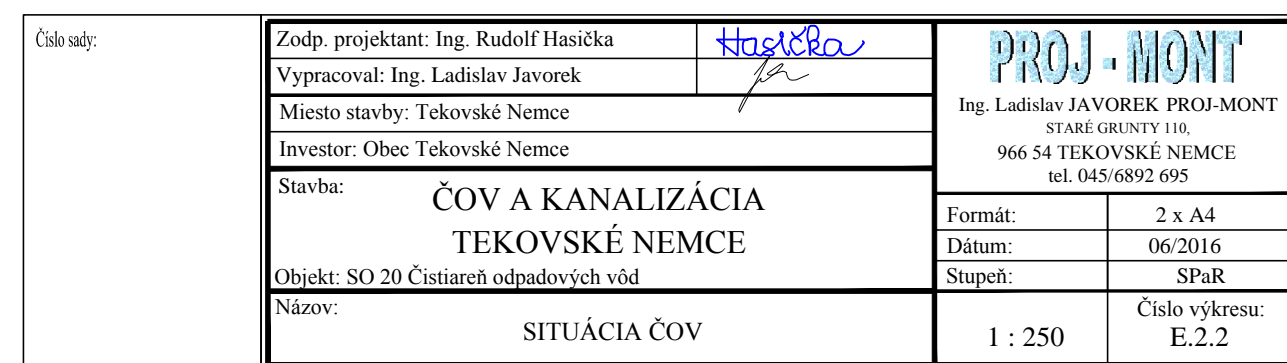 Číslo sady:
Zodp. projektant: Ing. Rudolf Hasička
Hasička
Vypracoval: Ing. Ladislav Javorek
Miesto stavby: Tekovské Nemce
Investor: Obec Tekovské Nemce
Stavba:
ČOV A KANALIZÁCIA
TEKOVSKÉ NEMCE
Objekt: SO 20 Čistiareň odpadových vôd
Názov:
SITUÁCIA ČOV
PROJ - MONT
Ing. Ladislav JAVOREK PROJ-MONT
STARÉ GRUNTY 110,
966 54 TEKOVSKÉ NEMCE
tel. 045/6892 695
Formát: 2 x A4
Dátum: 06/2016
Stupeň: SPaR
1 : 250
Číslo výkresu:
E.2.2